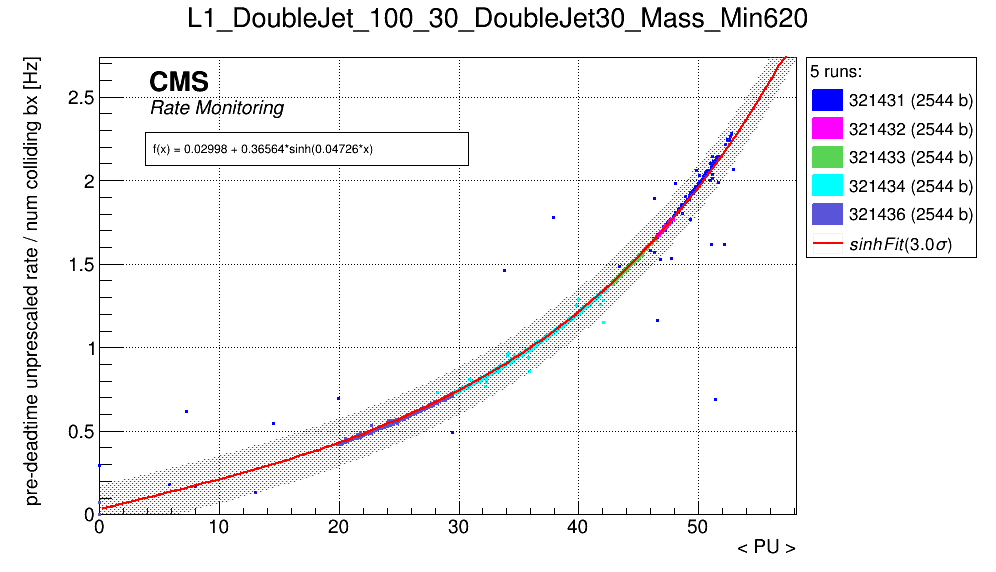 L1_DoubleJet_100_30_DoubleJet30_Mass_Min620
pre-deadtime unprescaled rate / num colliding bx [Hz]
CMS
Rate Monitoring
f(x) = 0.02998 + 0.36564*sinh(0.04726*x)
2.5
2
1.5
1
0.5
0
0 10 20 30 40 50
< PU >
5 runs:
321431 (2544 b)
321432 (2544 b)
321433 (2544 b)
321434 (2544 b)
321436 (2544 b)
sinhFit(3.0σ)